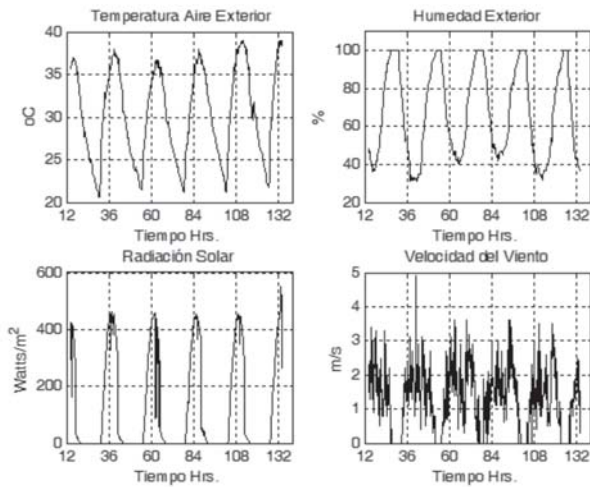 Temperatura Aire Exterior
40
35
30
25
20
oC
12 36 60 84 108 132
Tiempo Hrs.
Humedad Exterior
100
80
60
40
20
%
12 36 60 84 108 132
Tiempo Hrs.
Radiación Solar
600
400
200
0
Watts/m²
12 36 60 84 108 132
Tiempo Hrs.
Velocidad del Viento
5
4
3
2
1
0
m/s
12 36 60 84 108 132
Tiempo Hrs.